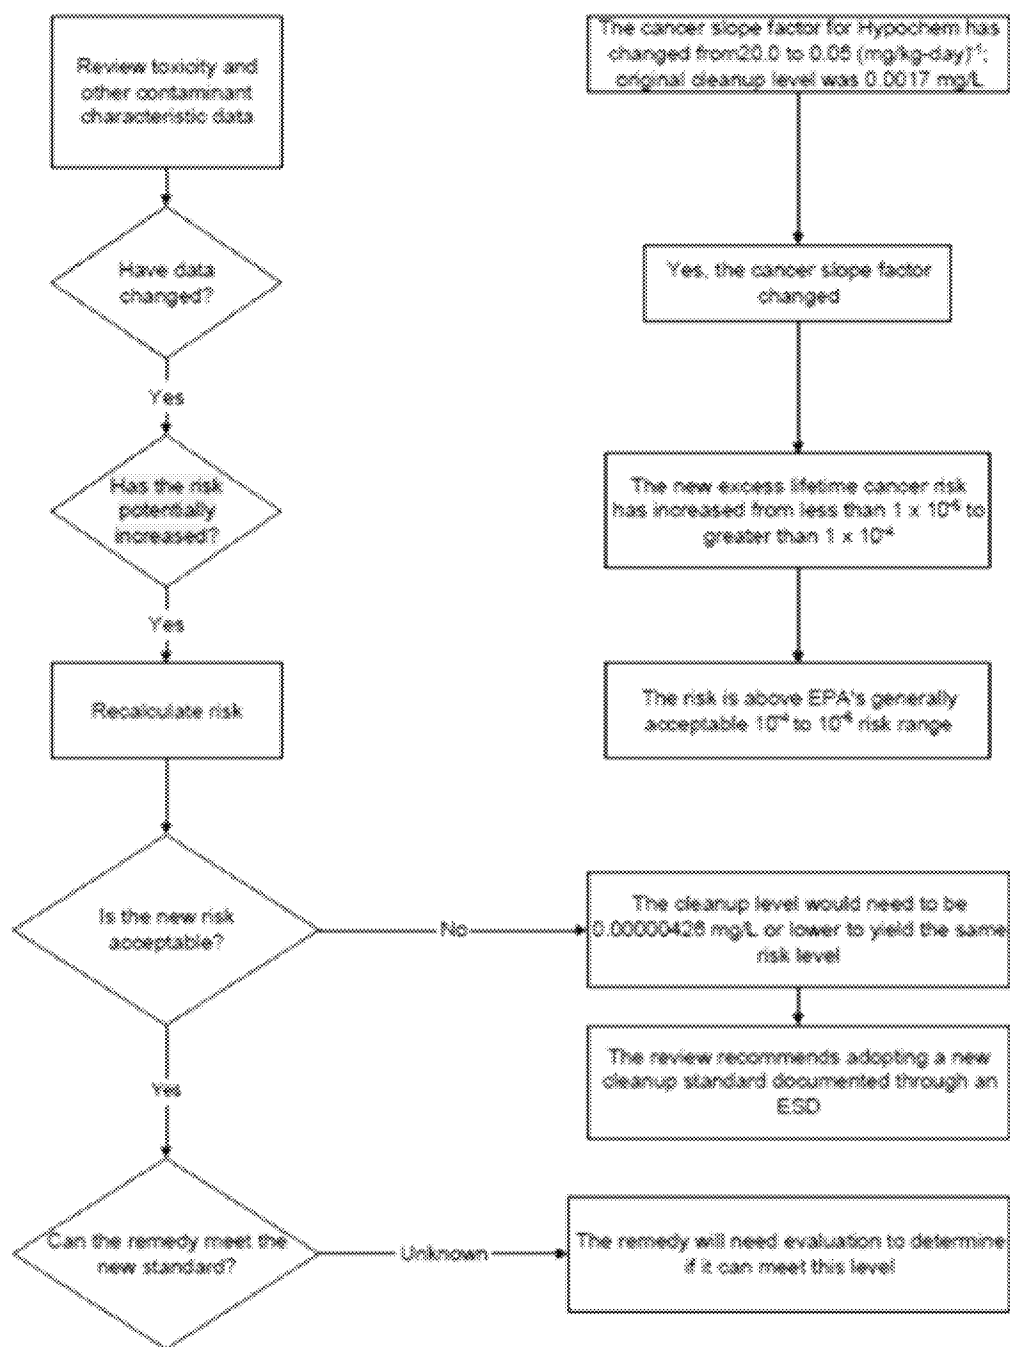 Review toxicity and
other contaminant
characteristic data
Have data
changed?
Yes
Has the risk
potentially
increased?
Yes
Recalculate risk
Is the new risk
acceptable?
No
Yes
Can the remedy meet the
new standard?
Unknown
The cancer slope factor for Hypochem has
changed from20.0 to 0.05 (mg/kg-day)⁻¹;
original cleanup level was 0.0017 mg/L
Yes, the cancer slope factor
changed
The new excess lifetime cancer risk
has increased from less than 1 x 10⁻⁶ to
greater than 1 x 10⁻⁴
The risk is above EPA's generally
acceptable 10⁻⁴ to 10⁻⁶ risk range
The cleanup level would need to be
0.00000426 mg/L or lower to yield the same
risk level
The review recommends adopting a new
cleanup standard documented through an
ESD
The remedy will need evaluation to determine
if it can meet this level